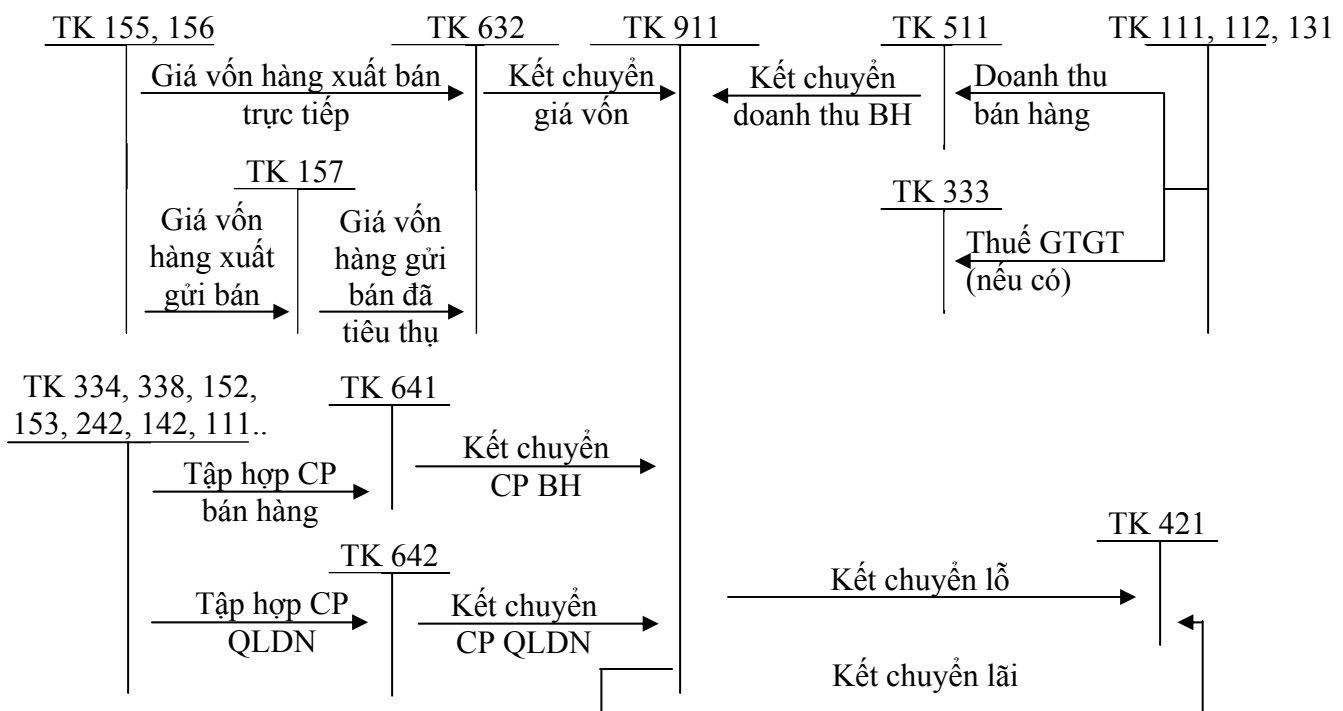 TK 155, 156
TK 632
TK 911
TK 511
TK 111, 112, 131
Giá vốn hàng xuất bán
trực tiếp
Kết chuyển
giá vốn
Kết chuyển
doanh thu BH
Doanh thu
bán hàng
TK 157
TK 333
Giá vốn
hàng xuất
gửi bán
Giá vốn
hàng gửi
bán đã
tiêu thụ
Thuế GTGT
(nếu có)
TK 334, 338, 152,
153, 242, 142, 111..
TK 641
Tập hợp CP
bán hàng
Kết chuyển
CP BH
TK 421
TK 642
Tập hợp CP
QLDN
Kết chuyển
CP QLDN
Kết chuyển lỗ
Kết chuyển lãi